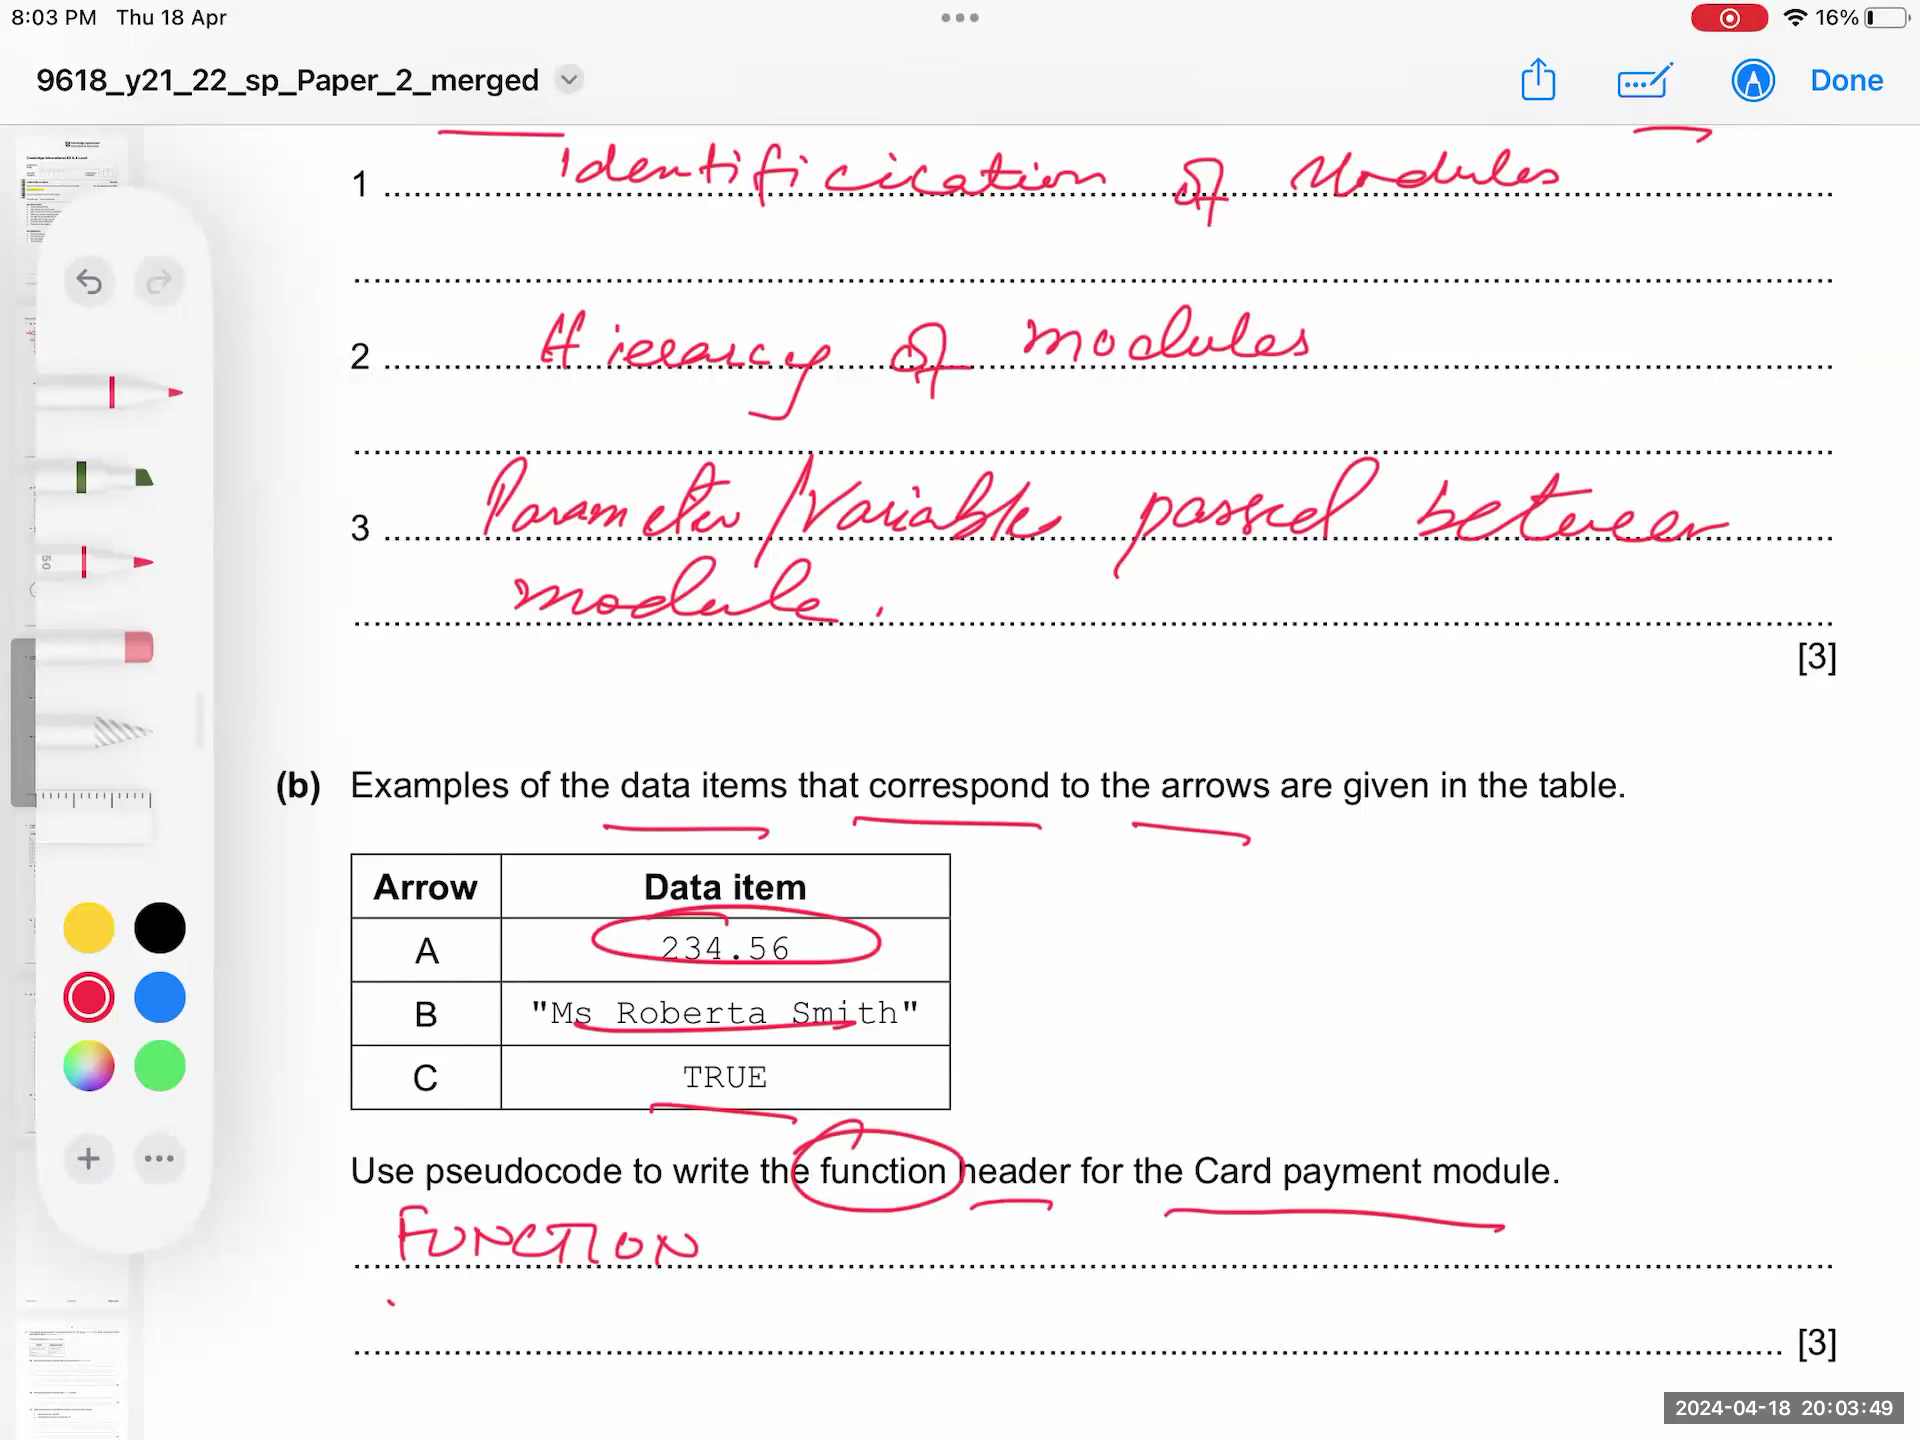 8:03 PM Thu 18 Apr
16%
9618_y21_22_sp_Paper_2_merged
Done
1 Identificication of Modules
2 Hierarcy of modules
3 Parameter/Variables passed between
module.
[3]
(b) Examples of the data items that correspond to the arrows are given in the table.
Arrow Data item
A 234.56
B "Ms Roberta Smith"
C TRUE
Use pseudocode to write the function header for the Card payment module.
FUNCTION
[3]
50
2024-04-18 20:03:49